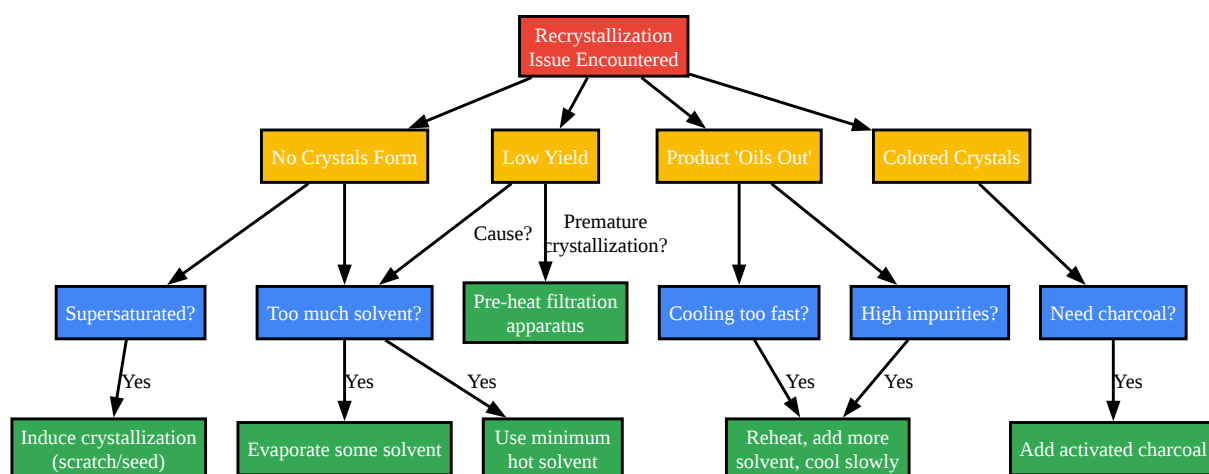 Recrystallization
Issue Encountered
No Crystals Form
Low Yield
Product 'Oils Out'
Colored Crystals
Cause?
Premature
crystallization?
Supersaturated?
Too much solvent?
Pre-heat filtration
apparatus
Cooling too fast?
High impurities?
Need charcoal?
Yes
Yes
Yes
Yes
Yes
Yes
Induce crystallization
(scratch/seed)
Evaporate some solvent
Use minimum
hot solvent
Reheat, add more
solvent, cool slowly
Add activated charcoal